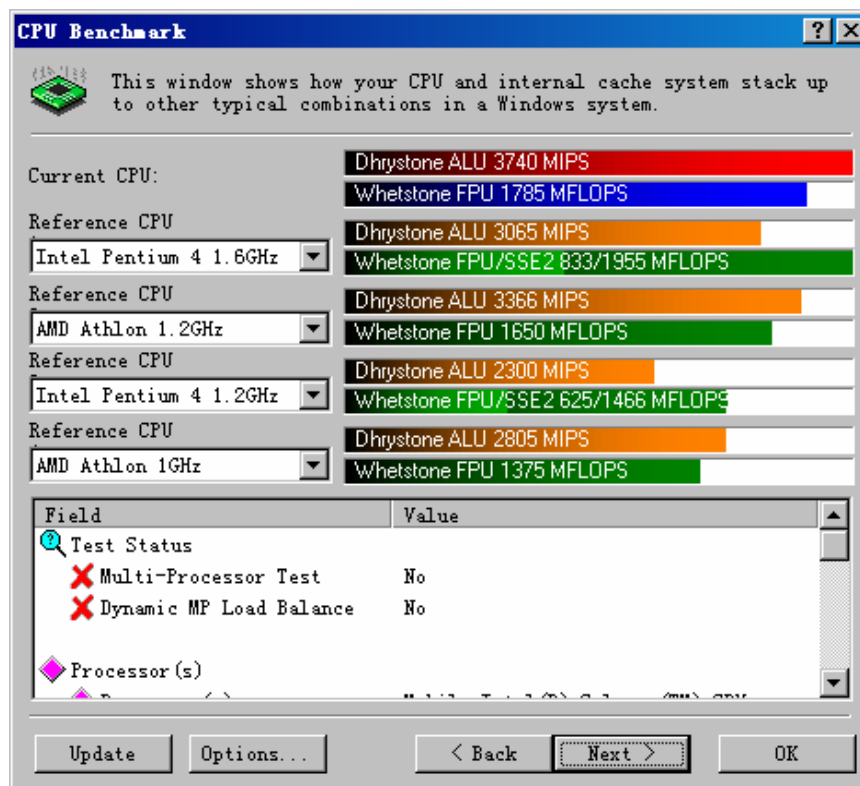 CPU Benchmark
This window shows how your CPU and internal cache system stack up
to other typical combinations in a Windows system.
Current CPU:
Dhrystone ALU 3740 MIPS
Whetstone FPU 1785 MFLOPS
Reference CPU
Intel Pentium 4 1.6GHz
Dhrystone ALU 3065 MIPS
Whetstone FPU/SSE2 833/1955 MFLOPS
Reference CPU
AMD Athlon 1.2GHz
Dhrystone ALU 3366 MIPS
Whetstone FPU 1650 MFLOPS
Reference CPU
Intel Pentium 4 1.2GHz
Dhrystone ALU 2300 MIPS
Whetstone FPU/SSE2 625/1466 MFLOPS
Reference CPU
AMD Athlon 1GHz
Dhrystone ALU 2805 MIPS
Whetstone FPU 1375 MFLOPS
Field Value
Test Status
Multi-Processor Test No
Dynamic MP Load Balance No
Processor(s)
Update Options... < Back Next > OK